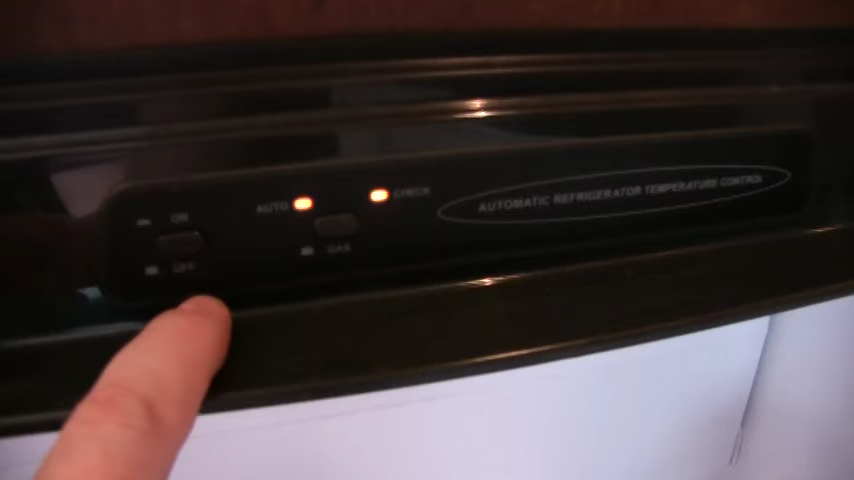 ON
OFF
AUTO
CHECK
GAS
AUTOMATIC REFRIGERATOR TEMPERATURE CONTROL